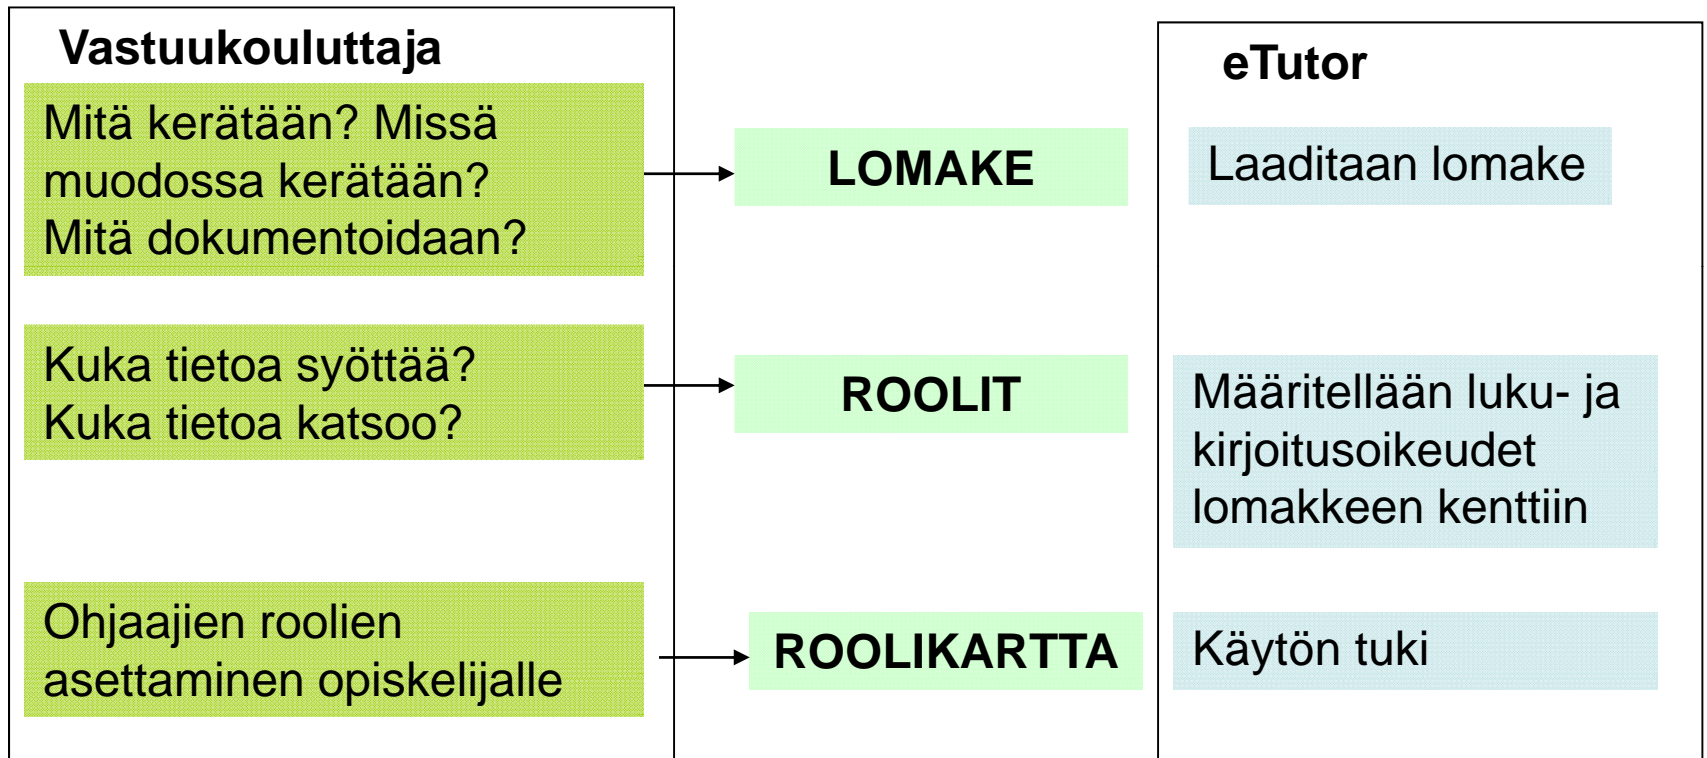 Vastuukouluttaja
Mitä kerätään? Missä
muodossa kerätään?
Mitä dokumentoidaan?
LOMAKE
eTutor
Laaditaan lomake
Kuka tietoa syöttää?
Kuka tietoa katsoo?
ROOLIT
Määritellään luku- ja
kirjoitusoikeudet
lomakkeen kenttiin
Ohjaajien roolien
asettaminen opiskelijalle
ROOLIKARTTA
Käytön tuki